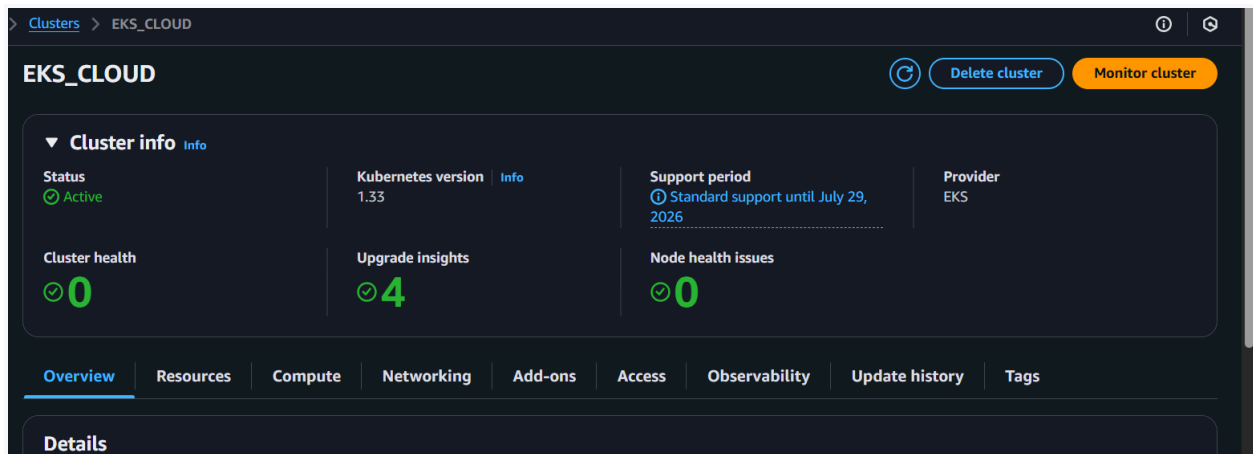 Clusters > EKS_CLOUD
EKS_CLOUD
Delete cluster
Monitor cluster
Cluster info Info
Status
Active
Kubernetes version Info
1.33
Support period
Standard support until July 29,
2026
Provider
EKS
Cluster health
0
Upgrade insights
4
Node health issues
0
Overview Resources Compute Networking Add-ons Access Observability Update history Tags
Details